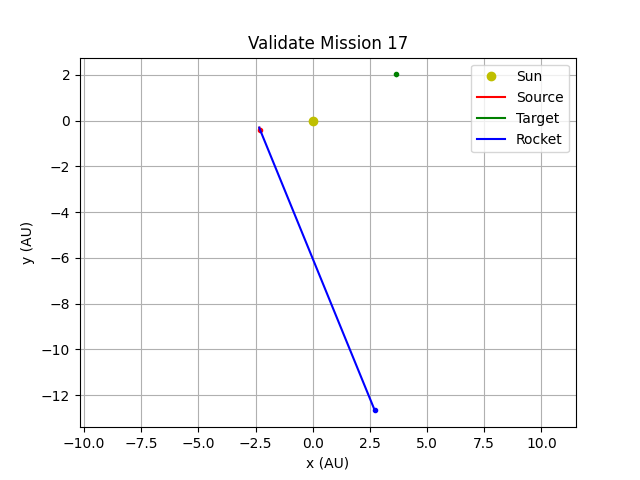 Validate Mission 17
Sun
Source
Target
Rocket
y (AU)
2
0
−2
−4
−6
−8
−10
−12
−10.0 −7.5 −5.0 −2.5 0.0 2.5 5.0 7.5 10.0
x (AU)